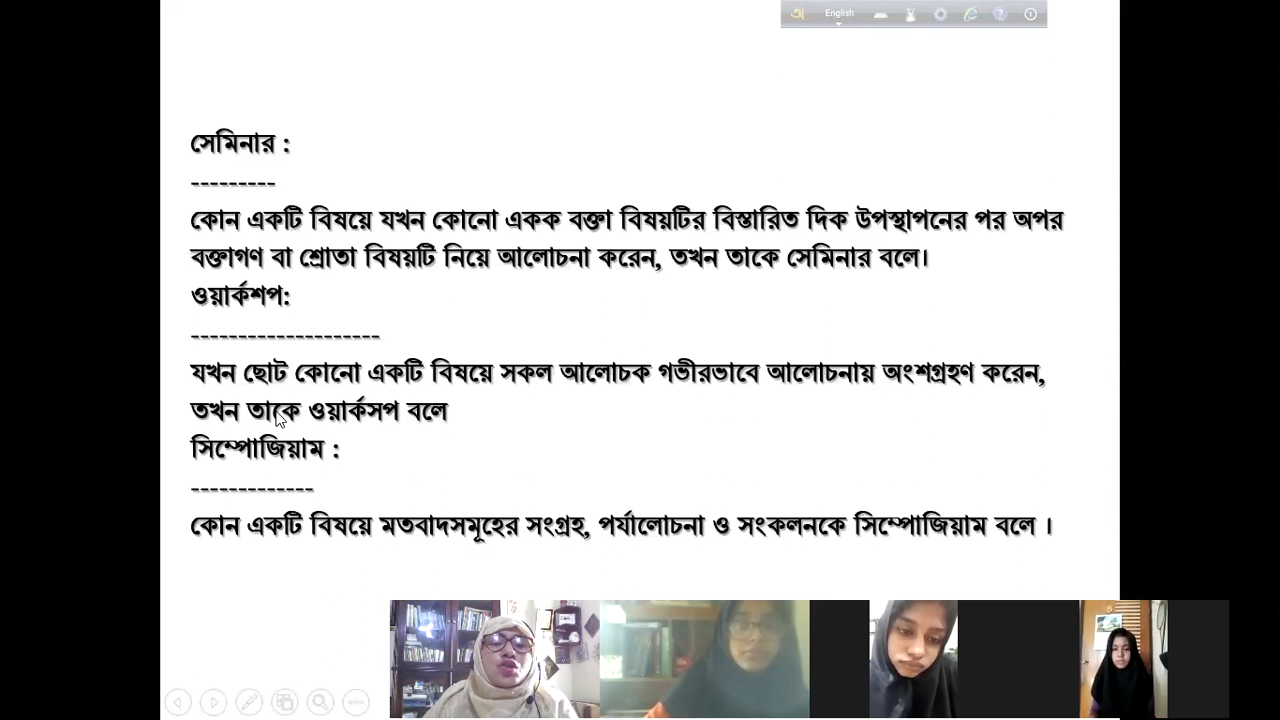 অ English
সেমিনার :
---------
কোন একটি বিষয়ে যখন কোনো একক বক্তা বিষয়টির বিস্তারিত দিক উপস্থাপনের পর অপর
বক্তাগণ বা শ্রোতা বিষয়টি নিয়ে আলোচনা করেন, তখন তাকে সেমিনার বলে।
ওয়ার্কশপ:
--------------------
যখন ছোট কোনো একটি বিষয়ে সকল আলোচক গভীরভাবে আলোচনায় অংশগ্রহণ করেন,
তখন তাকে ওয়ার্কসপ বলে
সিম্পোজিয়াম :
-------------
কোন একটি বিষয়ে মতবাদসমূহের সংগ্রহ, পর্যালোচনা ও সংকলনকে সিম্পোজিয়াম বলে ।